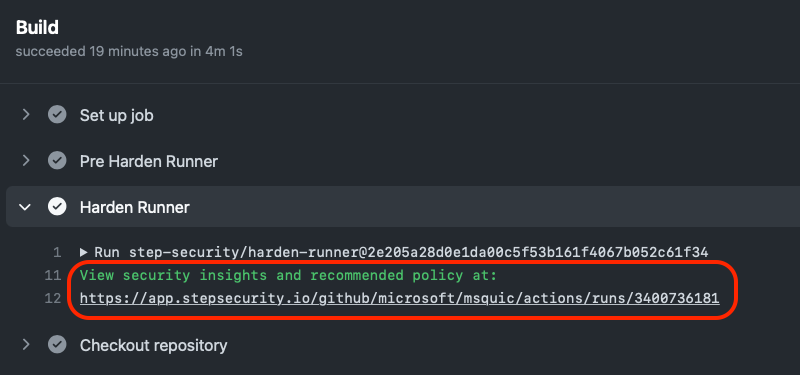 Build
succeeded 19 minutes ago in 4m 1s
Set up job
Pre Harden Runner
Harden Runner
1 ▶ Run step-security/harden-runner@2e205a28d0e1da00c5f53b161f4067b052c61f34
11 View security insights and recommended policy at:
12 https://app.stepsecurity.io/github/microsoft/msquic/actions/runs/3400736181
Checkout repository